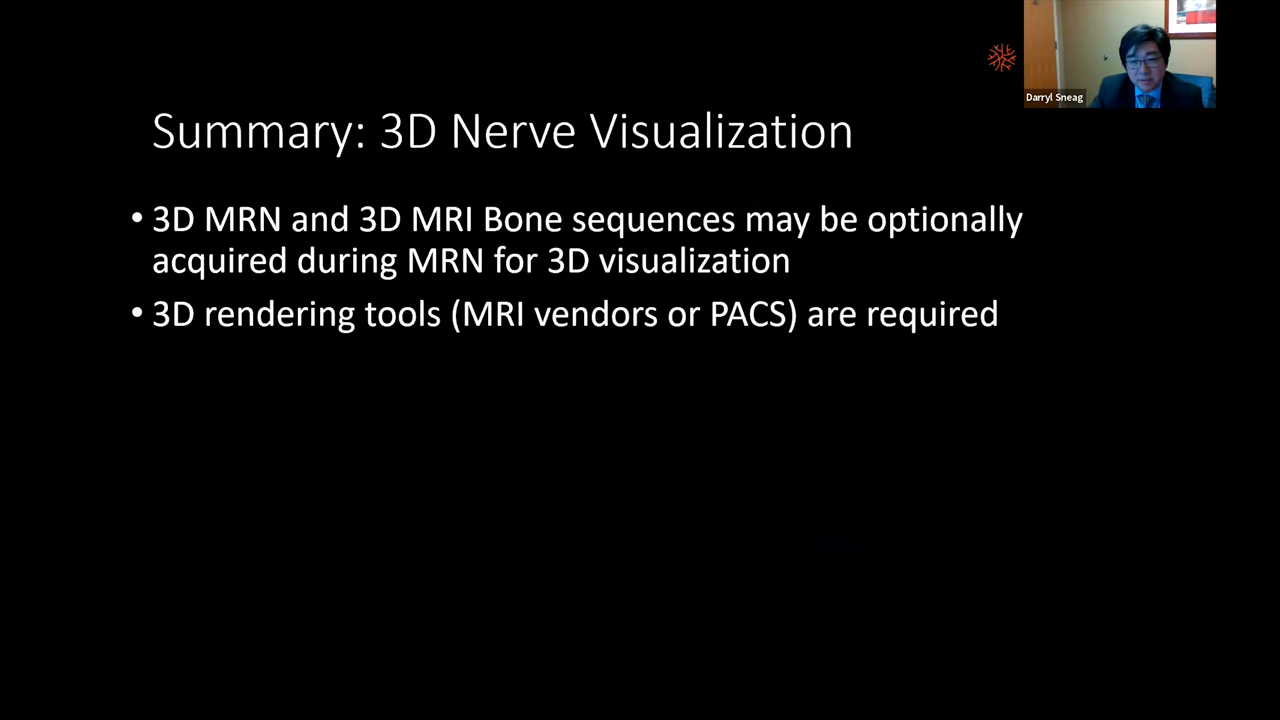 Darryl Sneag
Summary: 3D Nerve Visualization
• 3D MRN and 3D MRI Bone sequences may be optionally
acquired during MRN for 3D visualization
• 3D rendering tools (MRI vendors or PACS) are required